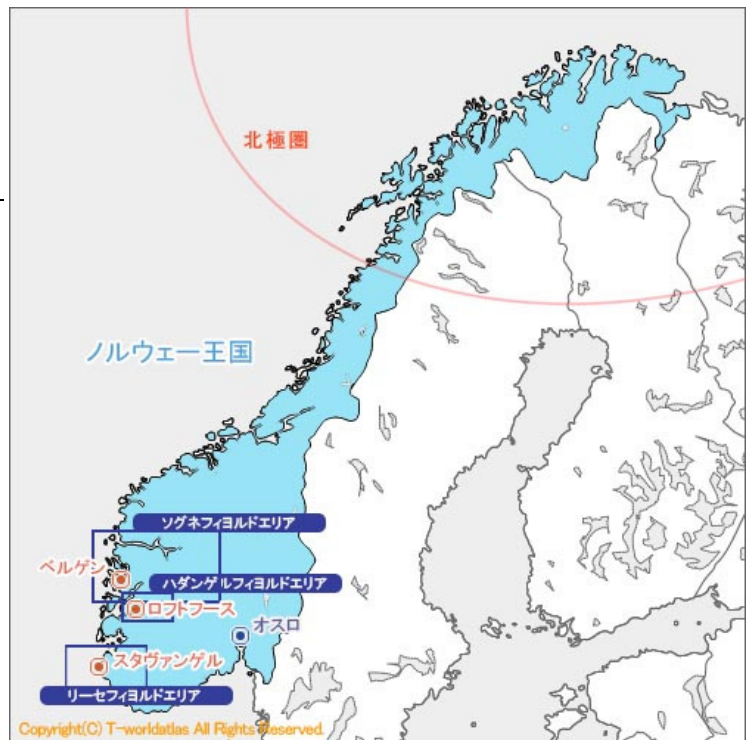 北極圏
ノルウェー王国
ソグネフィヨルドエリア
ベルゲン
ハダンゲルフィヨルドエリア
ロフトフース
オスロ
スタヴァンゲル
リーセフィヨルドエリア
Copyright(C) T-worldatlas All Rights Reserved.